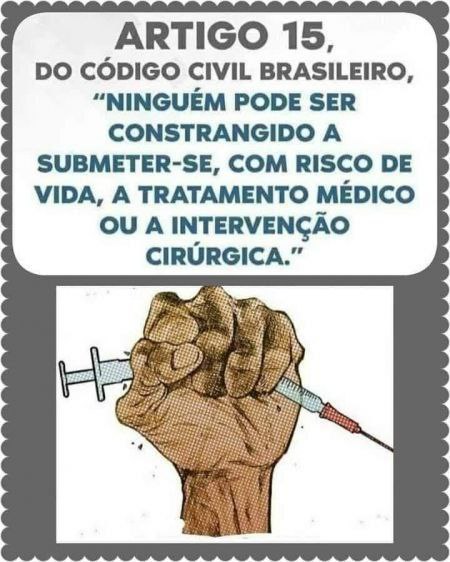 ARTIGO 15,
DO CÓDIGO CIVIL BRASILEIRO,
“NINGUÉM PODE SER
CONSTRANGIDO A
SUBMETER-SE, COM RISCO DE
VIDA, A TRATAMENTO MÉDICO
OU A INTERVENÇÃO
CIRÚRGICA.”